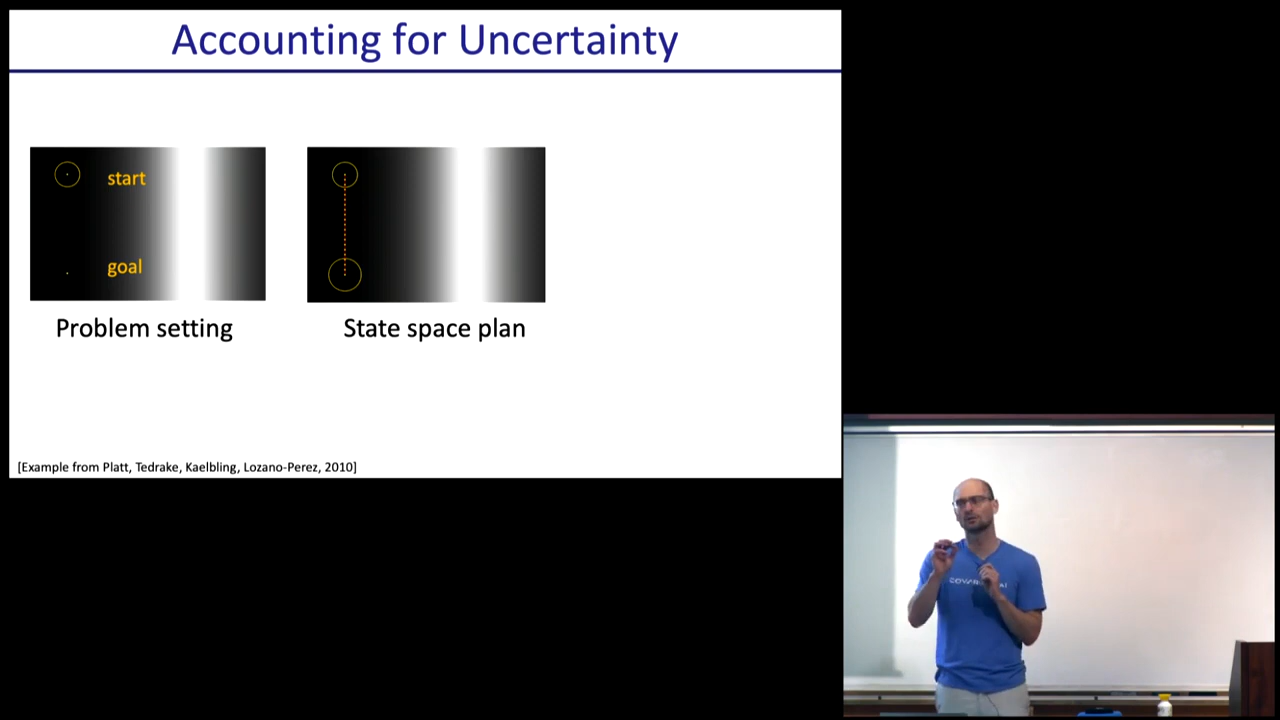 Accounting for Uncertainty
start
goal
Problem setting
State space plan
[Example from Platt, Tedrake, Kaelbling, Lozano-Perez, 2010]